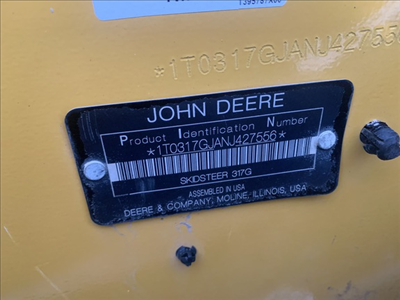 *1T0317GJANJ427556
JOHN DEERE
Product Identification Number
*1T0317GJANJ427556*
SKIDSTEER 317G
ASSEMBLED IN USA
DEERE & COMPANY, MOLINE, ILLINOIS, USA